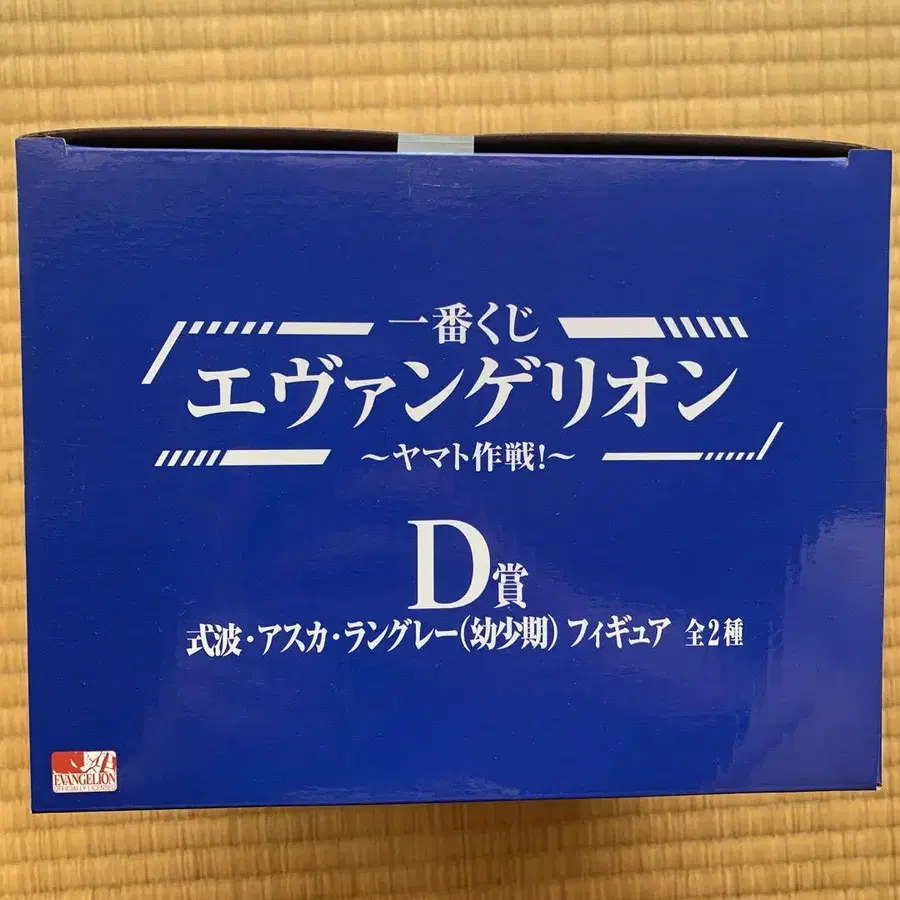 一番くじ
エヴァンゲリオン
～ヤマト作戦!～
D賞
式波・アスカ・ラングレー(幼少期) フィギュア 全2種
EVANGELION
OFFICIALLY LICENSED